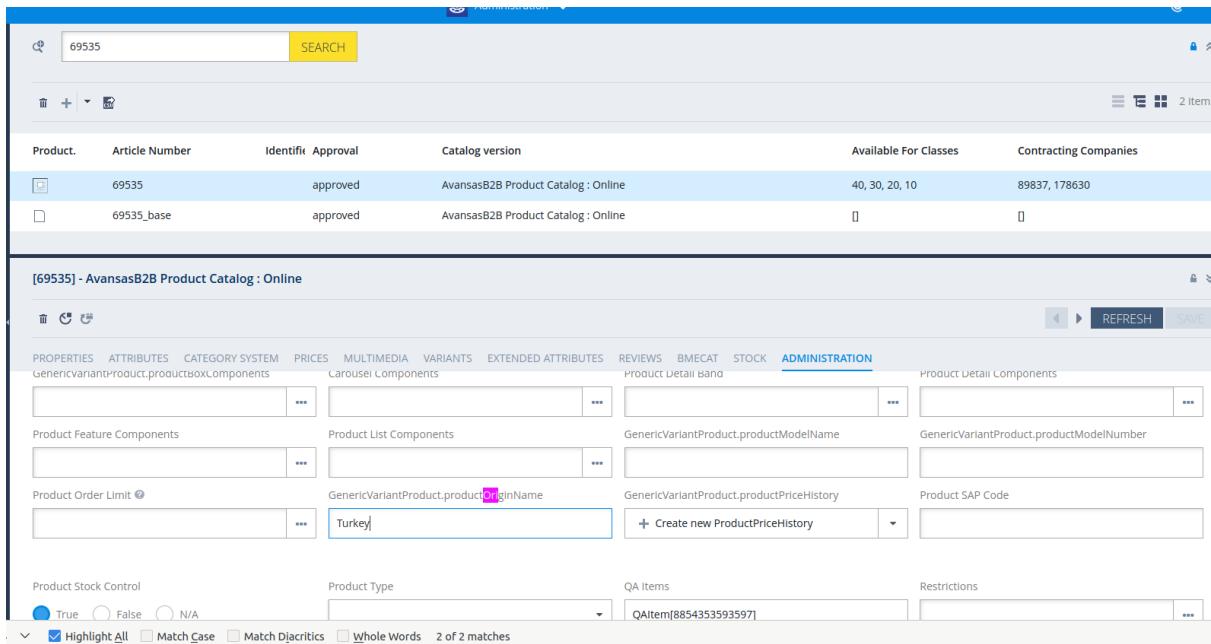 Administration
69535 SEARCH
2 Item
Product. Article Number Identifie Approval Catalog version Available For Classes Contracting Companies
69535 approved AvansasB2B Product Catalog : Online 40, 30, 20, 10 89837, 178630
69535_base approved AvansasB2B Product Catalog : Online [] []
[69535] - AvansasB2B Product Catalog : Online
REFRESH SAVE
PROPERTIES ATTRIBUTES CATEGORY SYSTEM PRICES MULTIMEDIA VARIANTS EXTENDED ATTRIBUTES REVIEWS BMECAT STOCK ADMINISTRATION
GenericVariantProduct.productBoxComponents Carousel Components Product Detail Band Product Detail Components
Product Feature Components Product List Components GenericVariantProduct.productModelName GenericVariantProduct.productModelNumber
Product Order Limit GenericVariantProduct.productOriginName GenericVariantProduct.productPriceHistory Product SAP Code
Turkey + Create new ProductPriceHistory
Product Stock Control Product Type QA Items Restrictions
True False N/A QAItem[8854353593597]
Highlight All Match Case Match Diacritics Whole Words 2 of 2 matches